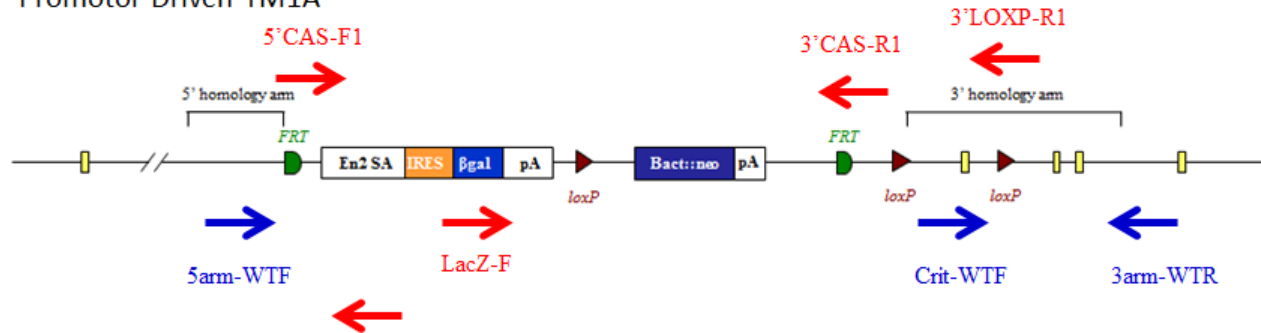 Promotor Driven TM1A
3'LOXP-R1
5'CAS-F1
3'CAS-R1
5' homology arm
3' homology arm
FRT
FRT
En2 SA IRES βgal pA
Bact::neo pA
loxP
loxP
loxP
LacZ-F
5arm-WTF
Crit-WTF
3arm-WTR